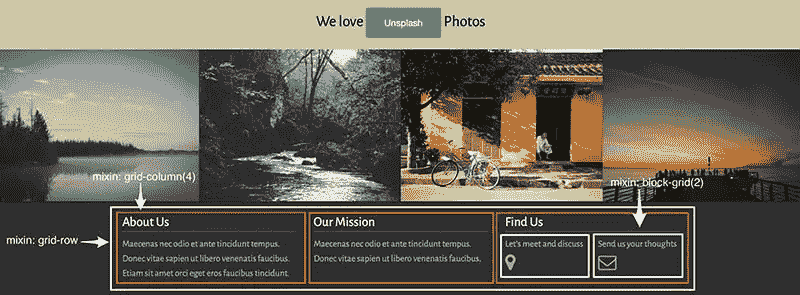 We love Unsplash Photos
mixin: grid-column(4)
mixin: block-grid(2)
mixin: grid-row
About Us
Maecenas nec odio et ante tincidunt tempus.
Donec vitae sapien ut libero venenatis faucibus.
Etiam sit amet orci eget eros faucibus tincidunt.
Our Mission
Maecenas nec odio et ante tincidunt tempus.
Donec vitae sapien ut libero venenatis faucibus.
Find Us
Let's meet and discuss
Send us your thoughts